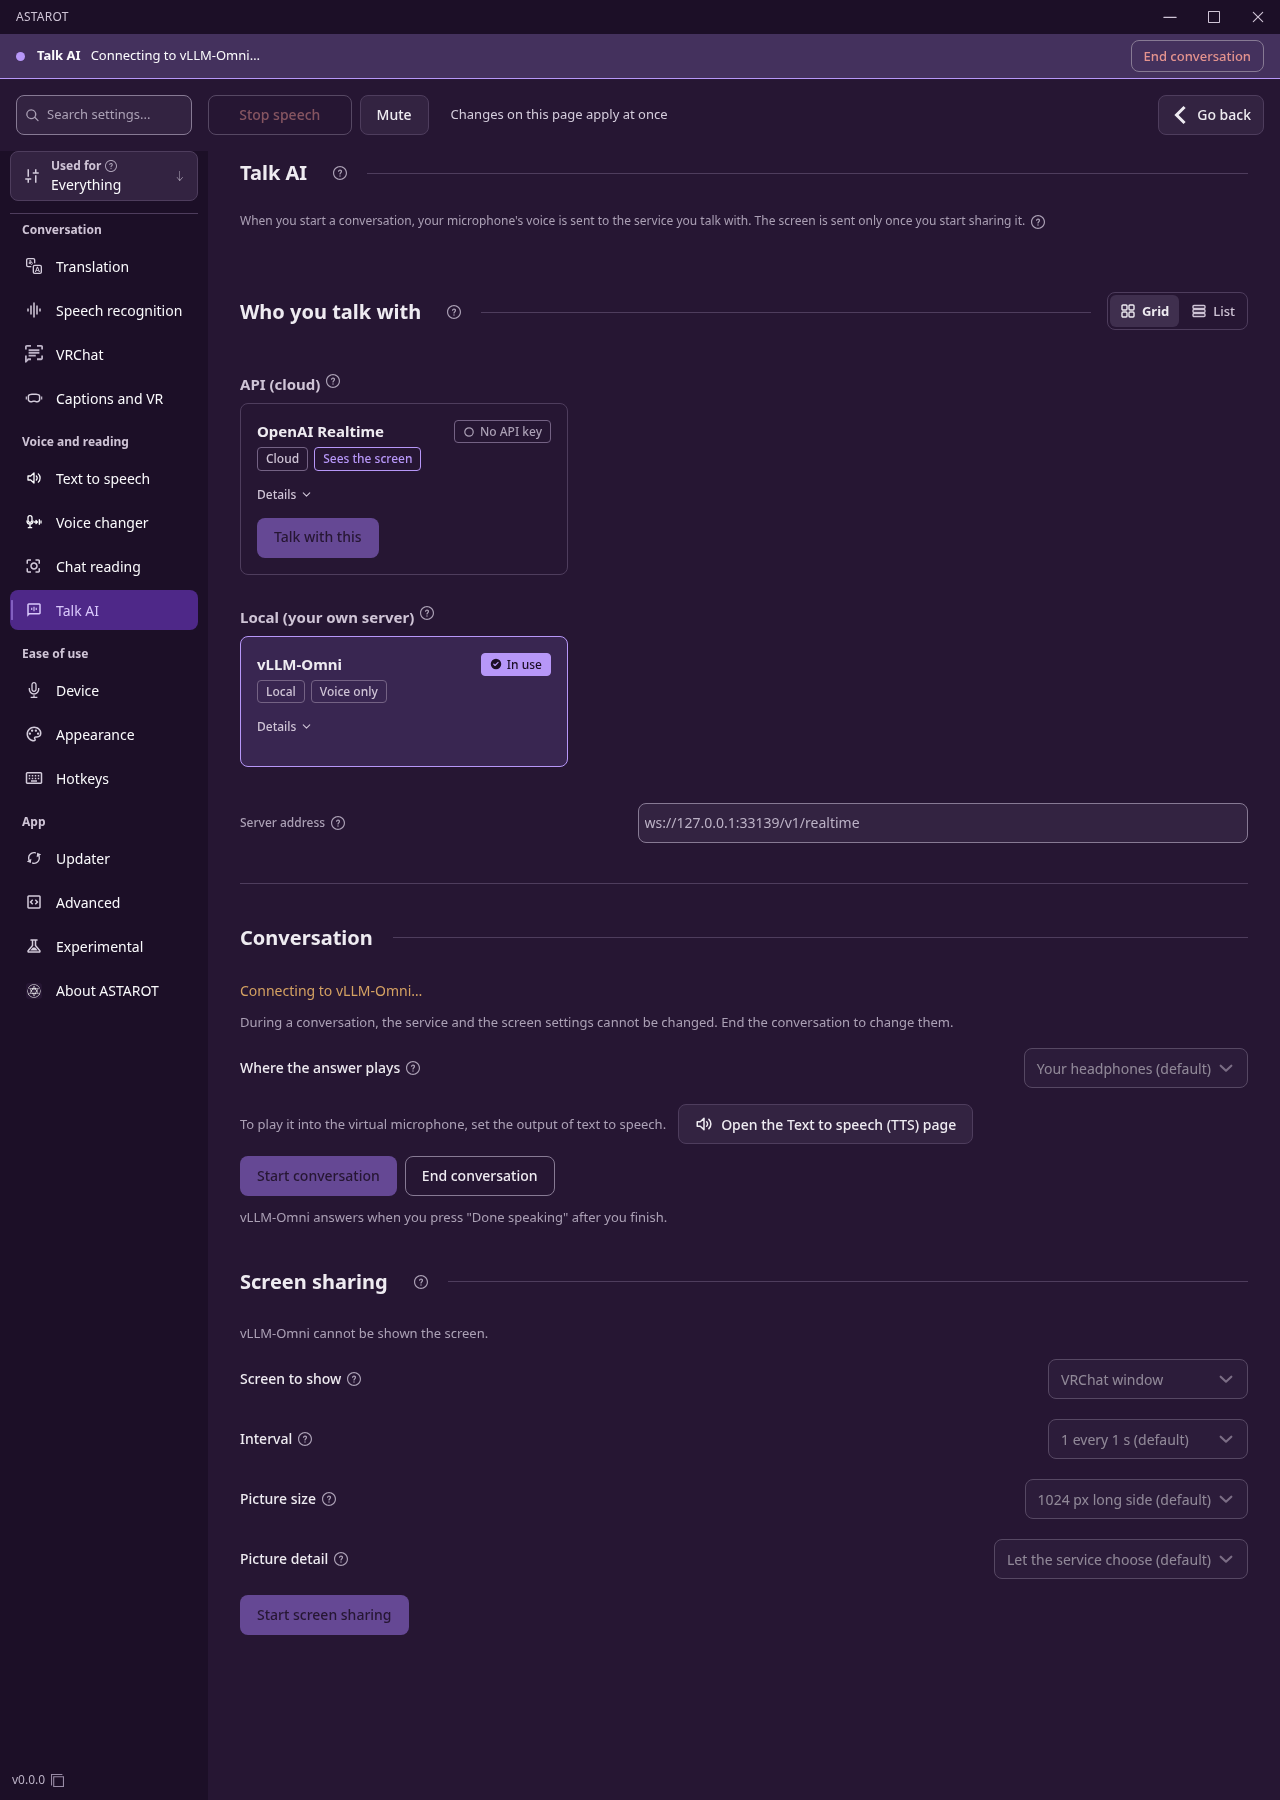 ASTAROT
Talk AI Connecting to vLLM-Omni...
End conversation
Search settings...
Stop speech
Mute
Changes on this page apply at once
Go back
Used for
Everything
Conversation
Translation
Speech recognition
VRChat
Captions and VR
Voice and reading
Text to speech
Voice changer
Chat reading
Talk AI
Ease of use
Device
Appearance
Hotkeys
App
Updater
Advanced
Experimental
About ASTAROT
v0.0.0
Talk AI
When you start a conversation, your microphone's voice is sent to the service you talk with. The screen is sent only once you start sharing it.
Who you talk with
Grid
List
API (cloud)
OpenAI Realtime
No API key
Cloud
Sees the screen
Details
Talk with this
Local (your own server)
vLLM-Omni
In use
Local
Voice only
Details
Server address
ws://127.0.0.1:33139/v1/realtime
Conversation
Connecting to vLLM-Omni...
During a conversation, the service and the screen settings cannot be changed. End the conversation to change them.
Where the answer plays
Your headphones (default)
To play it into the virtual microphone, set the output of text to speech.
Open the Text to speech (TTS) page
Start conversation
End conversation
vLLM-Omni answers when you press "Done speaking" after you finish.
Screen sharing
vLLM-Omni cannot be shown the screen.
Screen to show
VRChat window
Interval
1 every 1 s (default)
Picture size
1024 px long side (default)
Picture detail
Let the service choose (default)
Start screen sharing